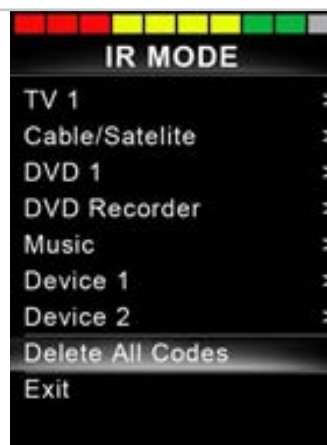 IR MODE
TV 1 >
Cable/Satelite >
DVD 1 >
DVD Recorder >
Music >
Device 1 >
Device 2 >
Delete All Codes
Exit